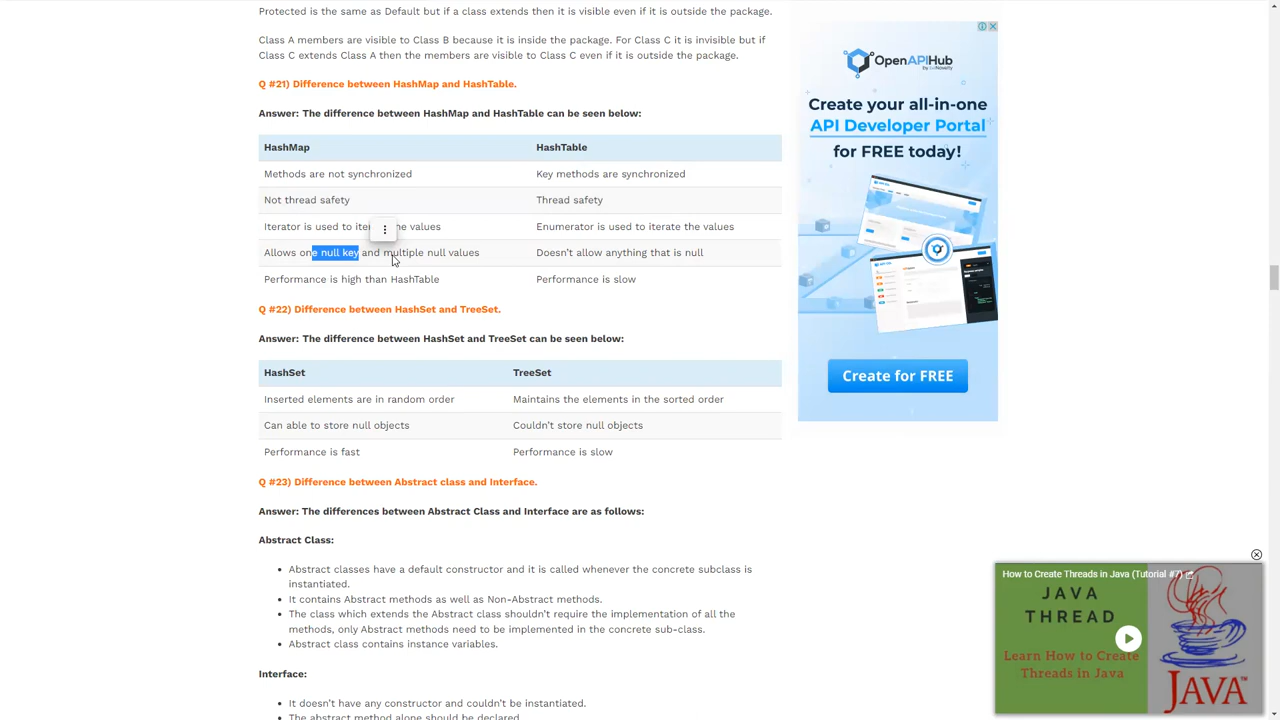 Protected is the same as Default but if a class extends then it is visible even if it is outside the package.
Class A members are visible to Class B because it is inside the package. For Class C it is invisible but if
Class C extends Class A then the members are visible to Class C even if it is outside the package.
Q #21) Difference between HashMap and HashTable.
Answer: The difference between HashMap and HashTable can be seen below:
HashMap HashTable
Methods are not synchronized Key methods are synchronized
Not thread safety Thread safety
Iterator is used to ite he values Enumerator is used to iterate the values
Allows one null key and multiple null values Doesn't allow anything that is null
Performance is high than HashTable Performance is slow
Q #22) Difference between HashSet and TreeSet.
Answer: The difference between HashSet and TreeSet can be seen below:
HashSet TreeSet
Inserted elements are in random order Maintains the elements in the sorted order
Can able to store null objects Couldn't store null objects
Performance is fast Performance is slow
Q #23) Difference between Abstract class and Interface.
Answer: The differences between Abstract Class and Interface are as follows:
Abstract Class:
• Abstract classes have a default constructor and it is called whenever the concrete subclass is
instantiated.
• It contains Abstract methods as well as Non-Abstract methods.
• The class which extends the Abstract class shouldn't require the implementation of all the
methods, only Abstract methods need to be implemented in the concrete sub-class.
• Abstract class contains instance variables.
Interface:
• It doesn't have any constructor and couldn't be instantiated.
• The abstract method alone should be declared.
OpenAPIHub
Create your all-in-one
API Developer Portal
for FREE today!
Create for FREE
How to Create Threads in Java (Tutorial #7)
JAVA
THREAD
Learn How to Create
Threads in Java
JAVA